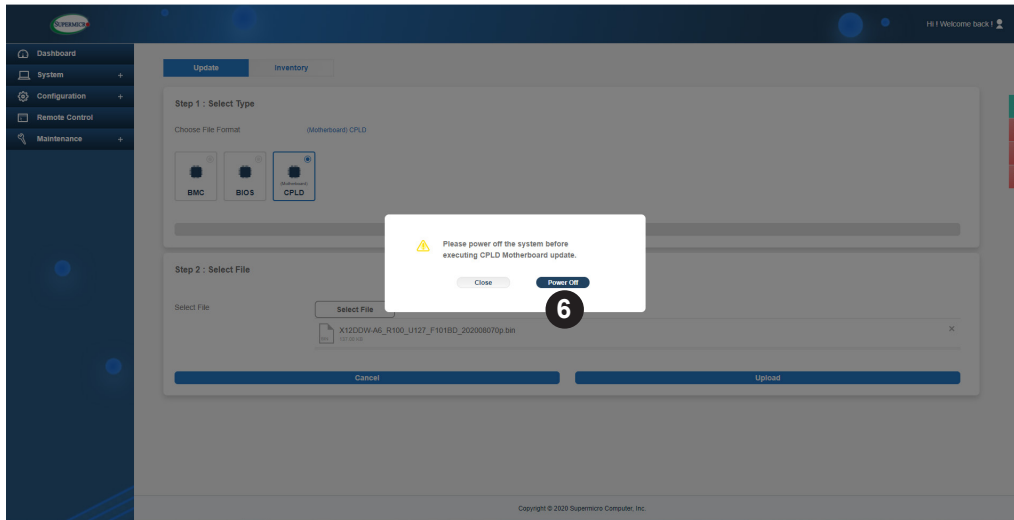 SUPERMICR
Hi ! Welcome back !
Dashboard
System +
Configuration +
Remote Control
Maintenance +
Update Inventory
Step 1 : Select Type
Choose File Format (Motherboard) CPLD
BMC
BIOS
(Motherboard)
CPLD
Please power off the system before
executing CPLD Motherboard update.
Close Power Off
6
Step 2 : Select File
Select File Select File
X12DDW-A6_R100_U127_F101BD_202008070p.bin ×
Cancel Upload
Copyright © 2020 Supermicro Computer, Inc.